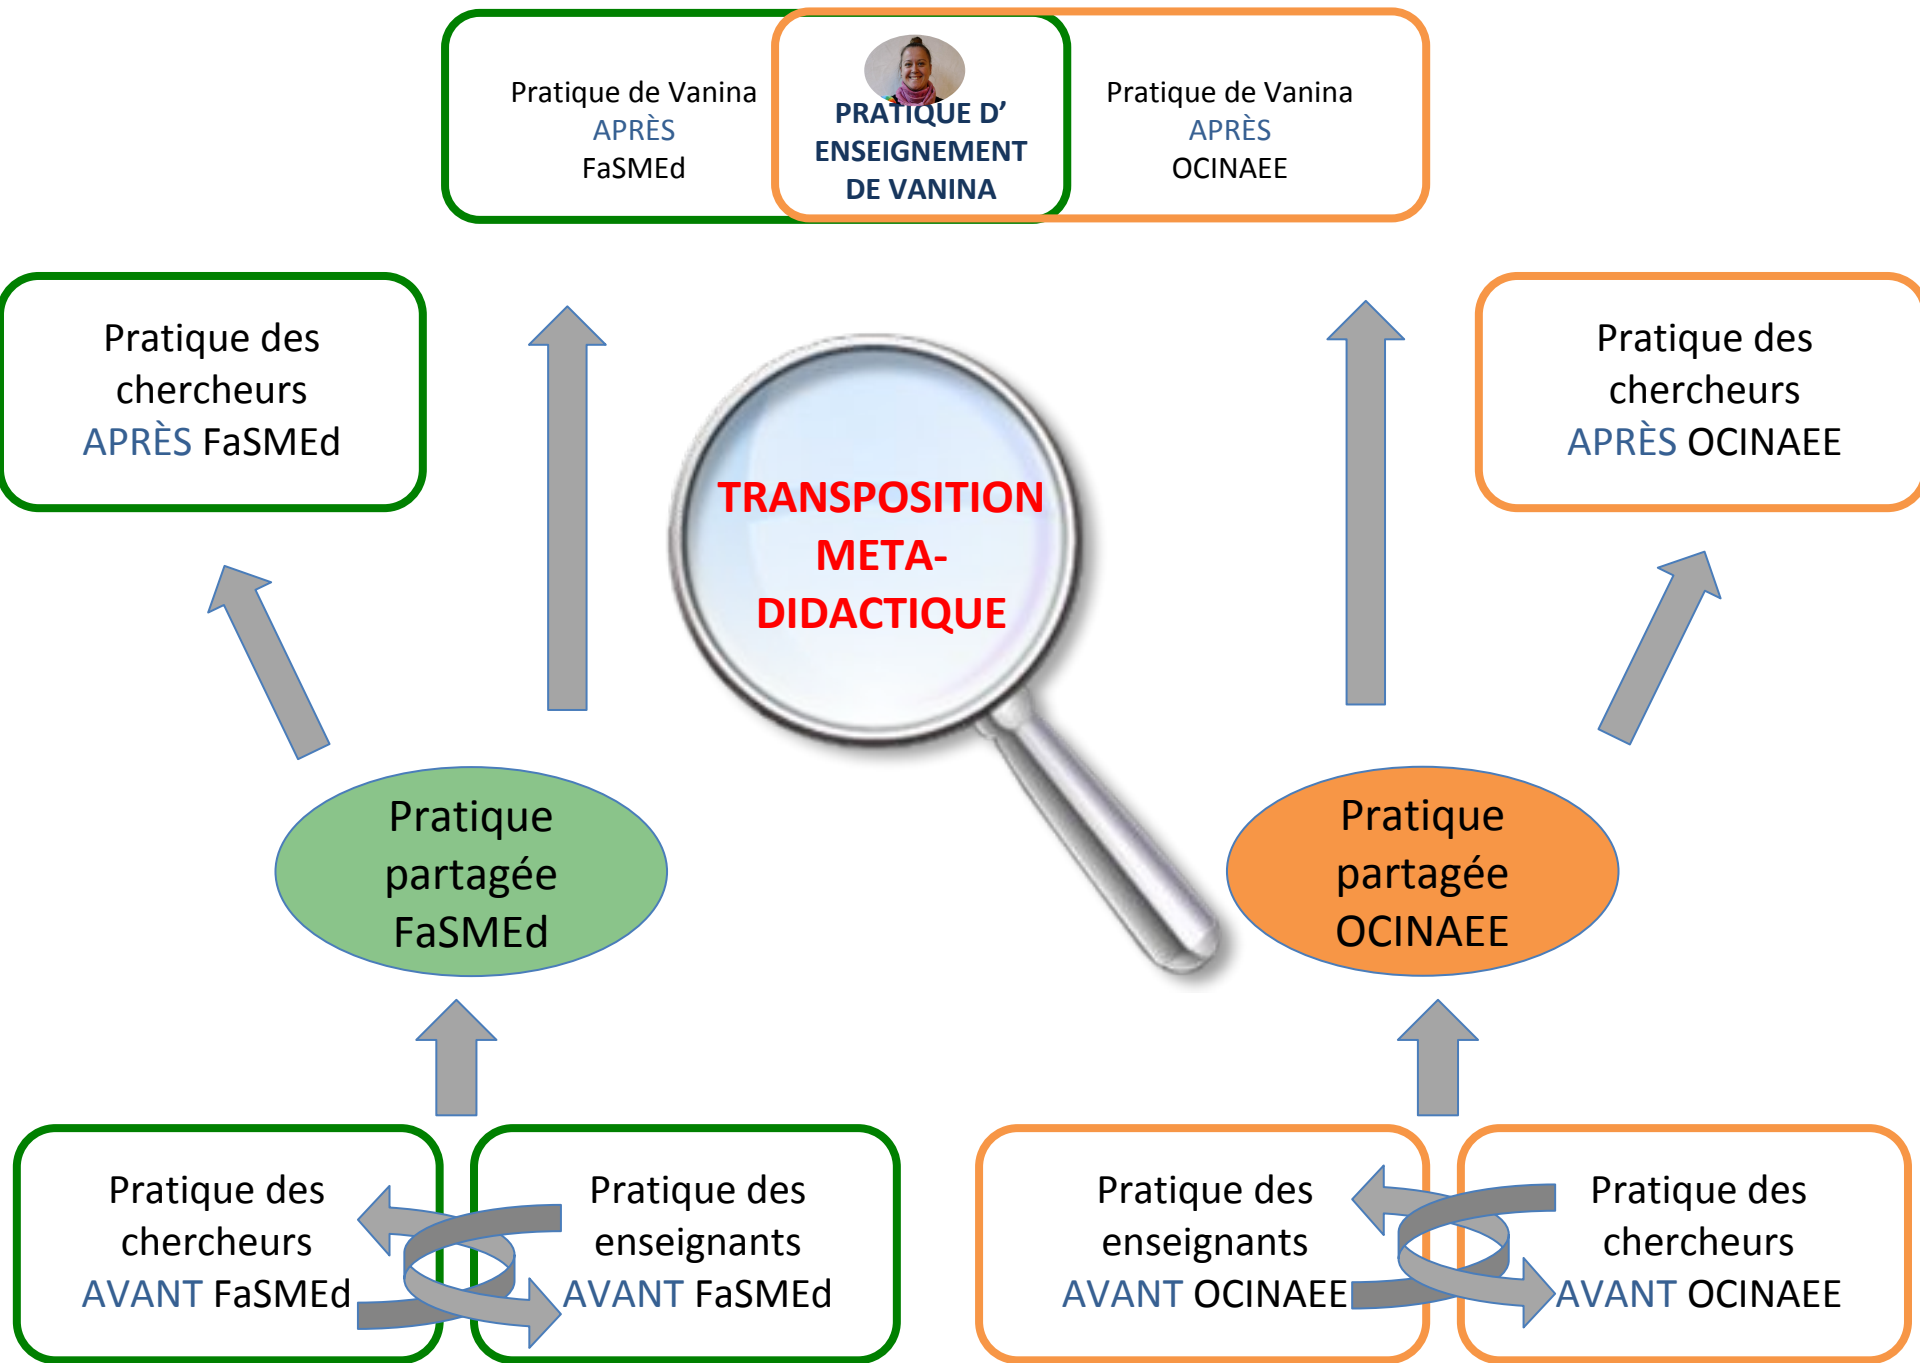 Pratique de Vanina
APRÈS
FaSMEd
PRATIQUE D’
ENSEIGNEMENT
DE VANINA
Pratique de Vanina
APRÈS
OCINAEE
Pratique des
chercheurs
APRÈS FaSMEd
TRANSPOSITION
META-
DIDACTIQUE
Pratique des
chercheurs
APRÈS OCINAEE
Pratique
partagée
FaSMEd
Pratique
partagée
OCINAEE
Pratique des
chercheurs
AVANT FaSMEd
Pratique des
enseignants
AVANT FaSMEd
Pratique des
enseignants
AVANT OCINAEE
Pratique des
chercheurs
AVANT OCINAEE